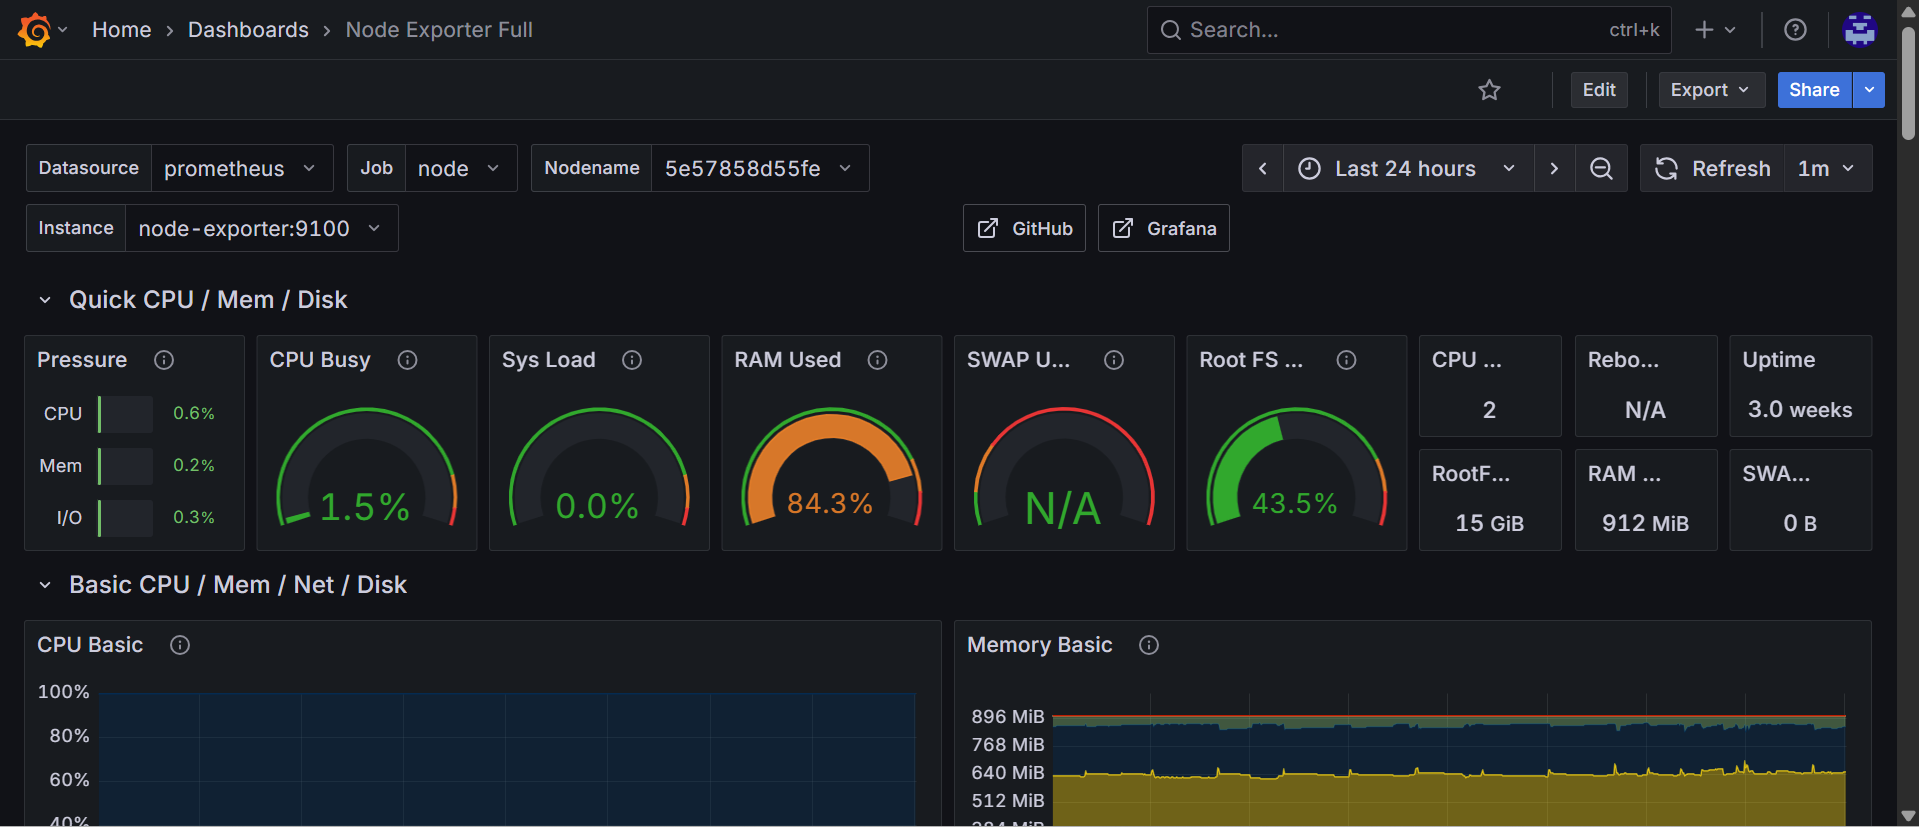 Home › Dashboards › Node Exporter Full
Search... ctrl+k
Edit Export Share
Datasource prometheus Job node Nodename 5e57858d55fe Last 24 hours Refresh 1m
Instance node-exporter:9100 GitHub Grafana
Quick CPU / Mem / Disk
Pressure
CPU 0.6%
Mem 0.2%
I/O 0.3%
CPU Busy
1.5%
Sys Load
0.0%
RAM Used
84.3%
SWAP U...
N/A
Root FS ...
43.5%
CPU ...
2
Rebo...
N/A
Uptime
3.0 weeks
RootF...
15 GiB
RAM ...
912 MiB
SWA...
0 B
Basic CPU / Mem / Net / Disk
CPU Basic
100%
80%
60%
40%
Memory Basic
896 MiB
768 MiB
640 MiB
512 MiB
384 MiB